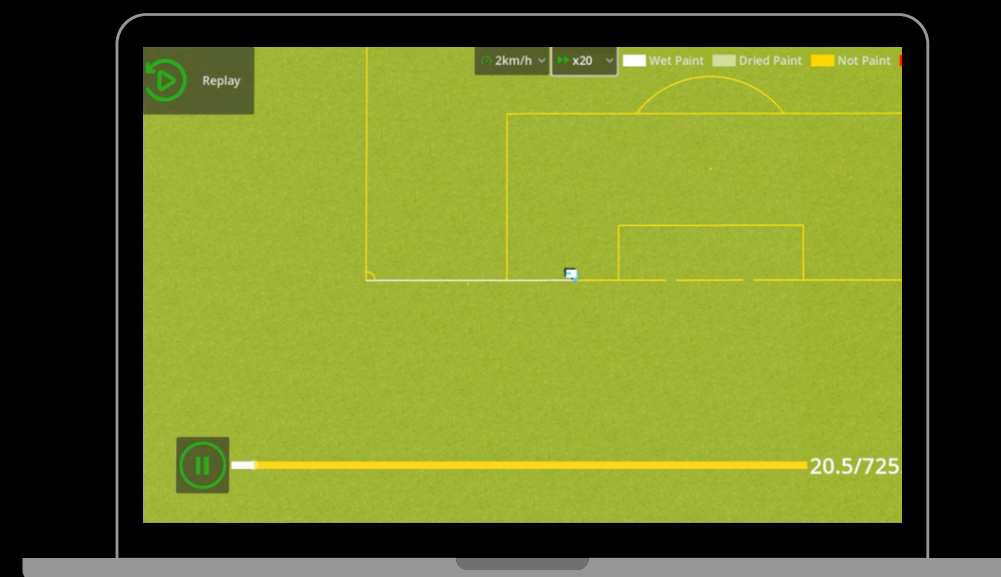 Replay
2km/h
x20
Wet Paint
Dried Paint
Not Paint
20.5/725